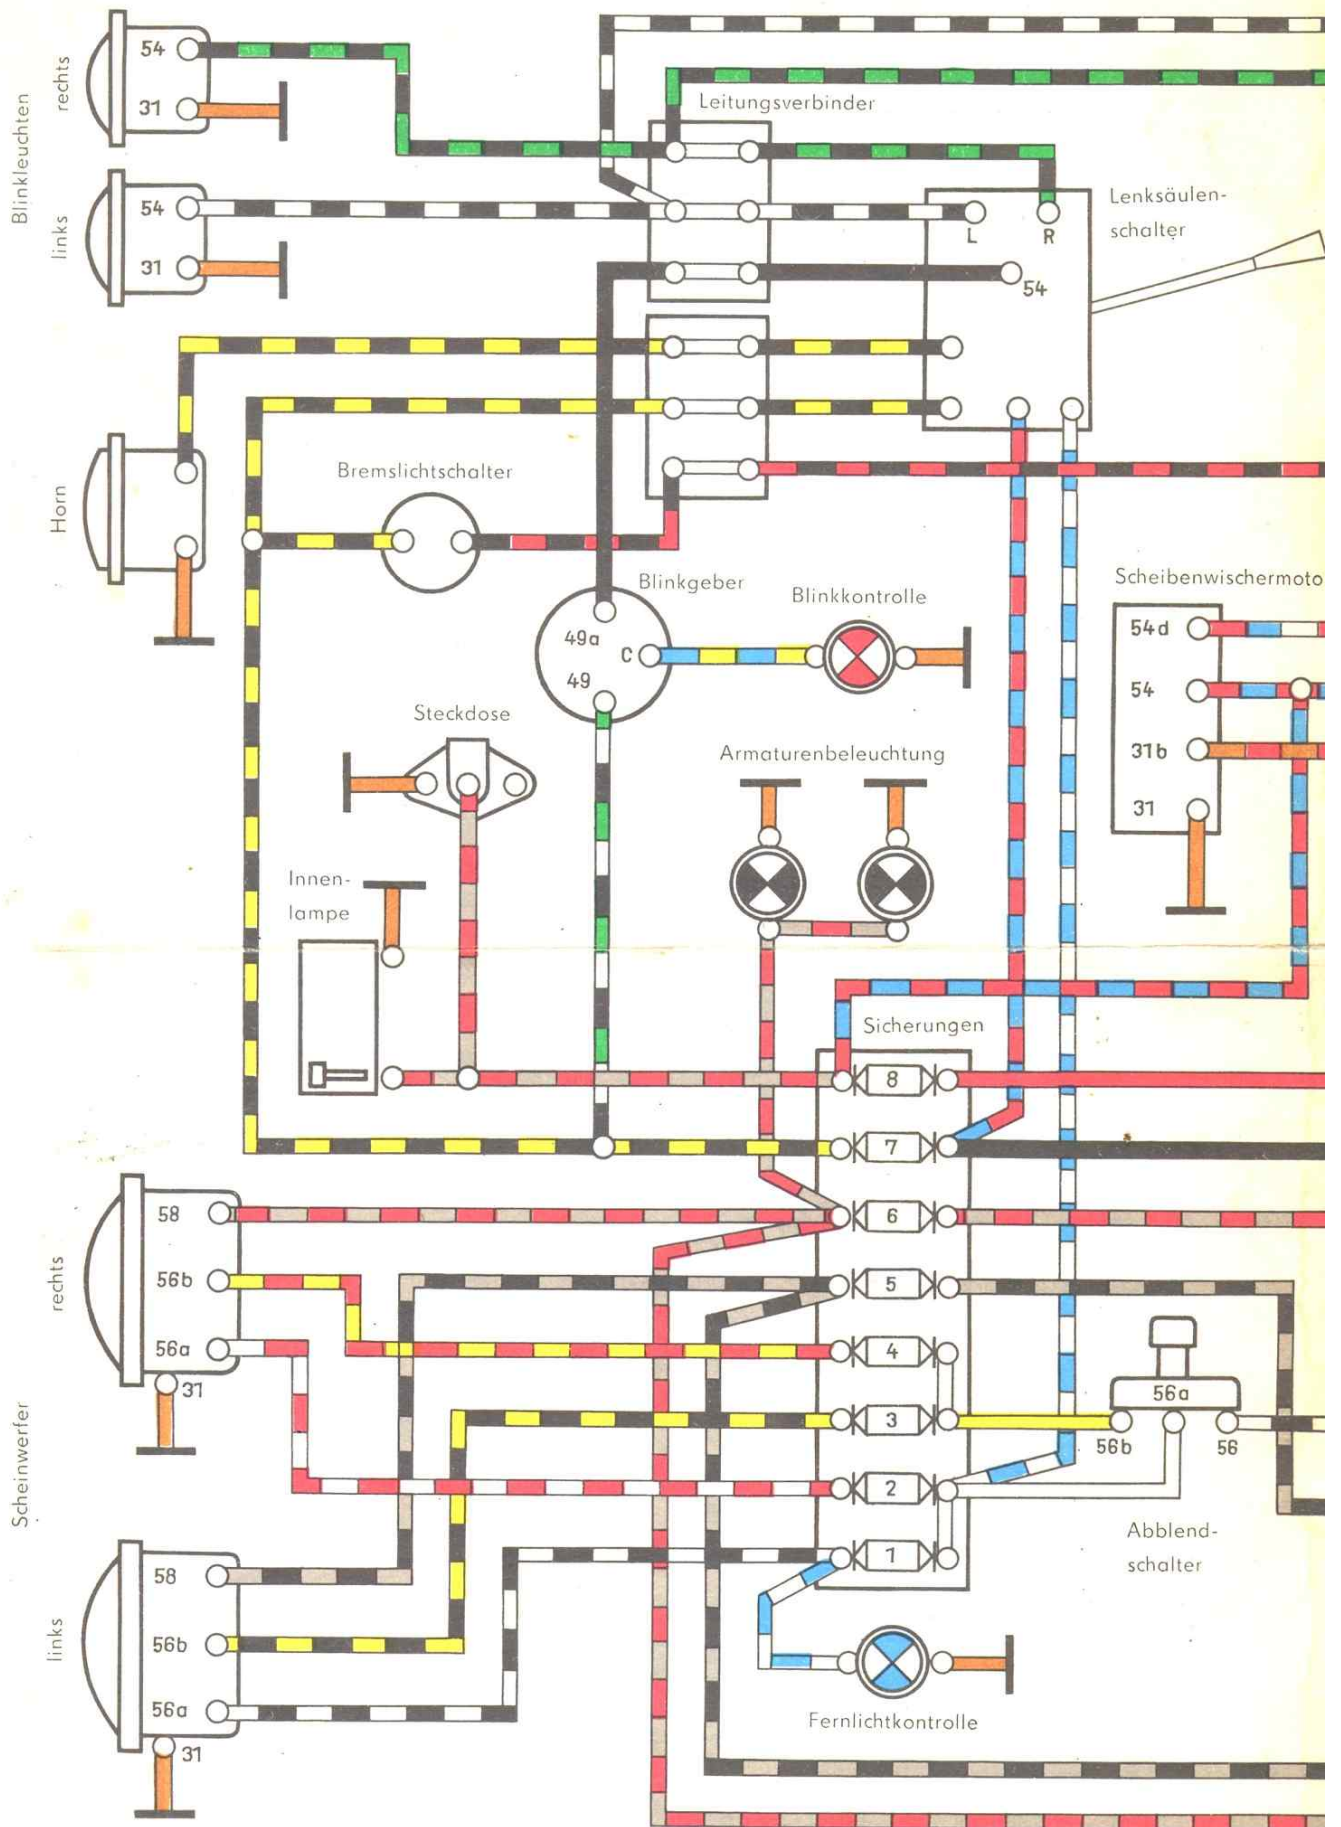 Blinkleuchten
rechts
54
31
links
54
31
Leitungsverbinder
Lenksäulen-
schalter
L
R
54
Horn
Bremslichtschalter
Blinkgeber
49a
C
49
Blinkkontrolle
Scheibenwischermoto
54d
54
31b
31
Steckdose
Armaturenbeleuchtung
Innen-
lampe
Sicherungen
8
7
6
5
4
3
2
1
Scheinwerfer
rechts
58
56b
56a
31
links
58
56b
56a
31
56a
56b
56
Abblend-
schalter
Fernlichtkontrolle